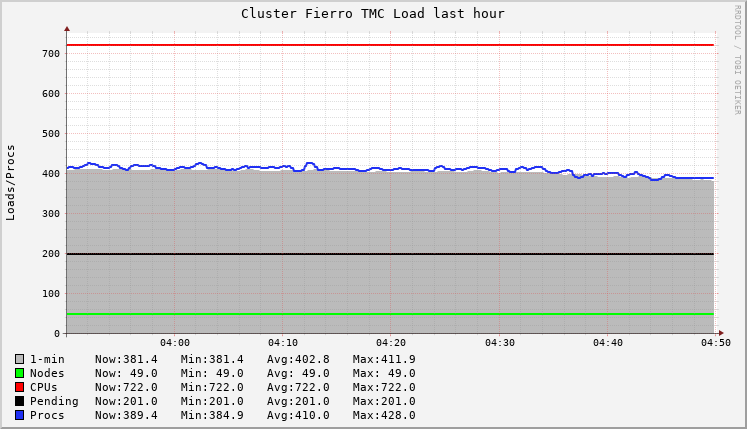 Cluster Fierro TMC Load last hour
RRDTOOL / TOBI OETIKER
Loads/Procs
700
600
500
400
300
200
100
0
04:00 04:10 04:20 04:30 04:40 04:50
1-min Now:381.4 Min:381.4 Avg:402.8 Max:411.9
Nodes Now: 49.0 Min: 49.0 Avg: 49.0 Max: 49.0
CPUs Now:722.0 Min:722.0 Avg:722.0 Max:722.0
Pending Now:201.0 Min:201.0 Avg:201.0 Max:201.0
Procs Now:389.4 Min:384.9 Avg:410.0 Max:428.0